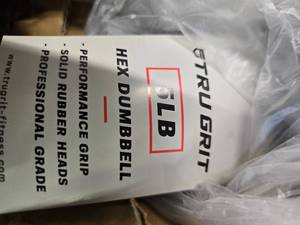 TRU GRIT
5LB
HEX DUMBBELL
- PERFORMANCE GRIP
- SOLID RUBBER HEADS
- PROFESSIONAL GRADE
www.trugrit-fitness.com